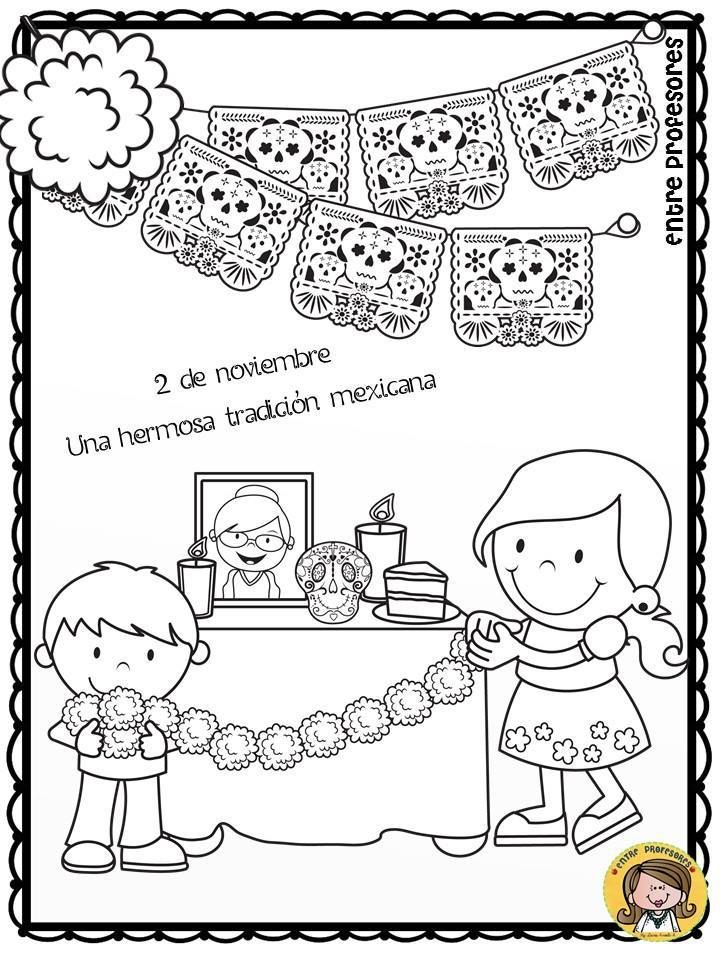 entre profesores
2 de noviembre
Una hermosa tradición mexicana
ENTRE PROFESORES